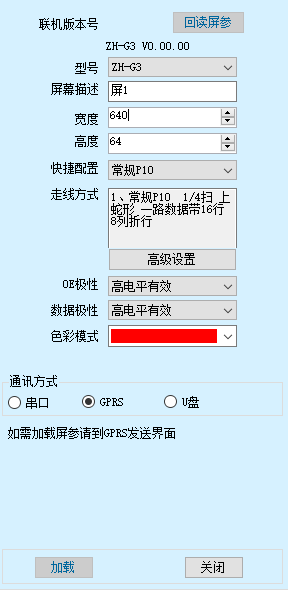 联机版本号 回读屏参
ZH-G3 V0.00.00
型号 ZH-G3
屏幕描述 屏1
宽度 640
高度 64
快捷配置 常规P10
走线方式 1、常规P10 1/4扫 上
蛇形 一路数据带16行
8列折行
高级设置
OE极性 高电平有效
数据极性 高电平有效
色彩模式
通讯方式
串口 GPRS U盘
如需加载屏参请到GPRS发送界面
加载 关闭